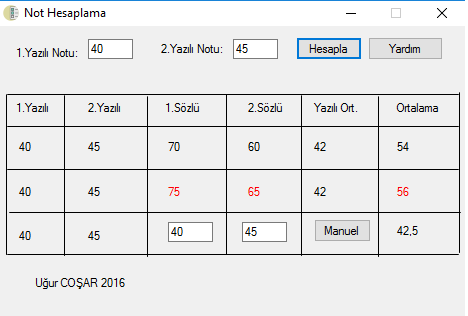 Not Hesaplama
1.Yazılı Notu: 40 2.Yazılı Notu: 45 Hesapla Yardım
1.Yazılı 2.Yazılı 1.Sözlü 2.Sözlü Yazılı Ort. Ortalama
40 45 70 60 42 54
40 45 75 65 42 56
40 45 40 45 Manuel 42,5
Uğur COŞAR 2016